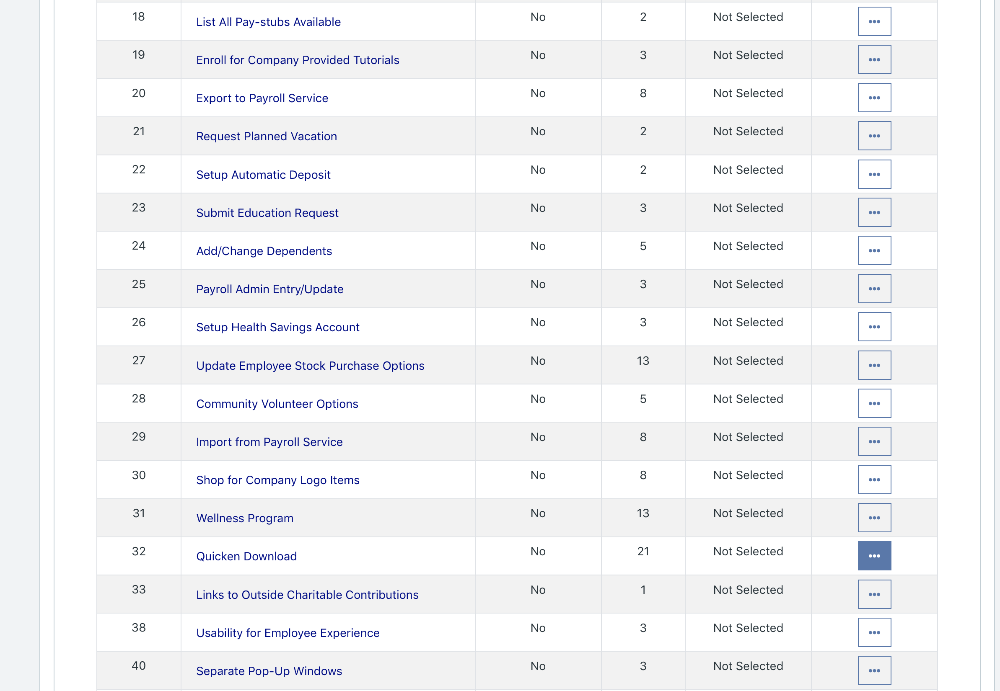 18 List All Pay-stubs Available No 2 Not Selected •••
19 Enroll for Company Provided Tutorials No 3 Not Selected •••
20 Export to Payroll Service No 8 Not Selected •••
21 Request Planned Vacation No 2 Not Selected •••
22 Setup Automatic Deposit No 2 Not Selected •••
23 Submit Education Request No 3 Not Selected •••
24 Add/Change Dependents No 5 Not Selected •••
25 Payroll Admin Entry/Update No 3 Not Selected •••
26 Setup Health Savings Account No 3 Not Selected •••
27 Update Employee Stock Purchase Options No 13 Not Selected •••
28 Community Volunteer Options No 5 Not Selected •••
29 Import from Payroll Service No 8 Not Selected •••
30 Shop for Company Logo Items No 8 Not Selected •••
31 Wellness Program No 13 Not Selected •••
32 Quicken Download No 21 Not Selected •••
33 Links to Outside Charitable Contributions No 1 Not Selected •••
38 Usability for Employee Experience No 3 Not Selected •••
40 Separate Pop-Up Windows No 3 Not Selected •••